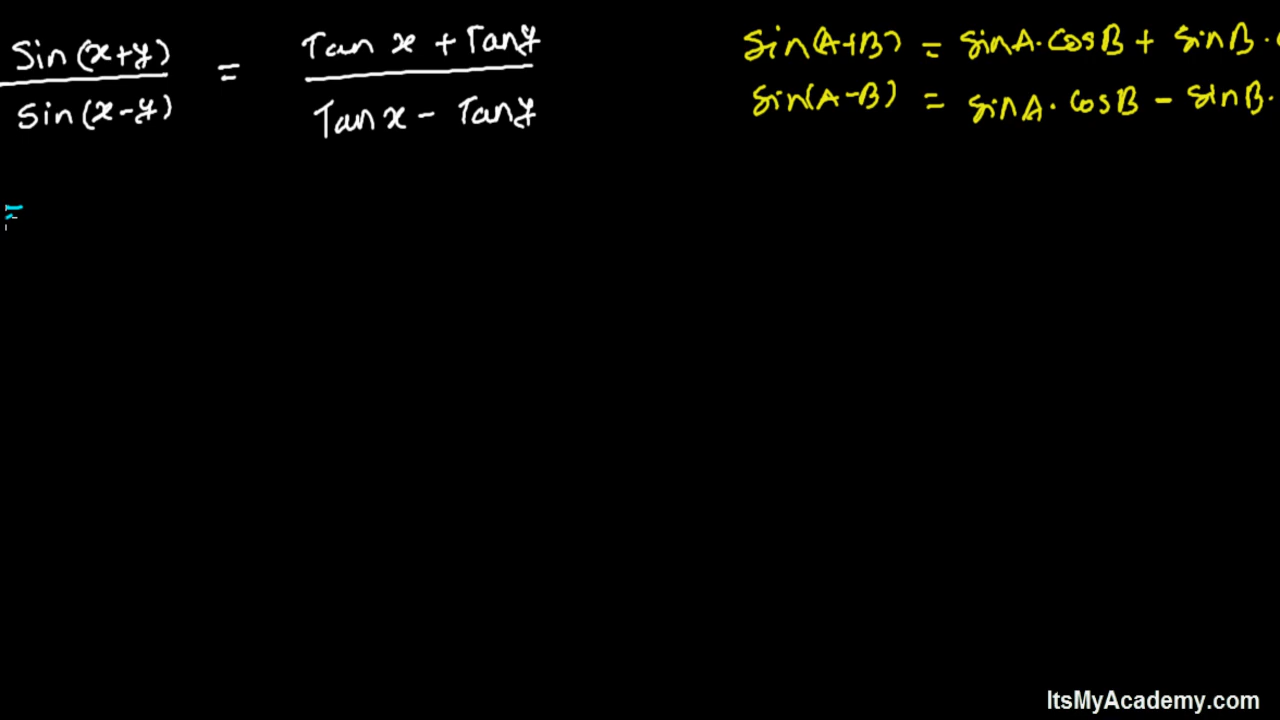 Sin(x+y) / Sin(x-y) = Tan x + Tan y / Tan x - Tan y
Sin(A+B) = SinA·CosB + SinB·
Sin(A-B) = SinA·CosB - SinB·
=
ItsMyAcademy.com